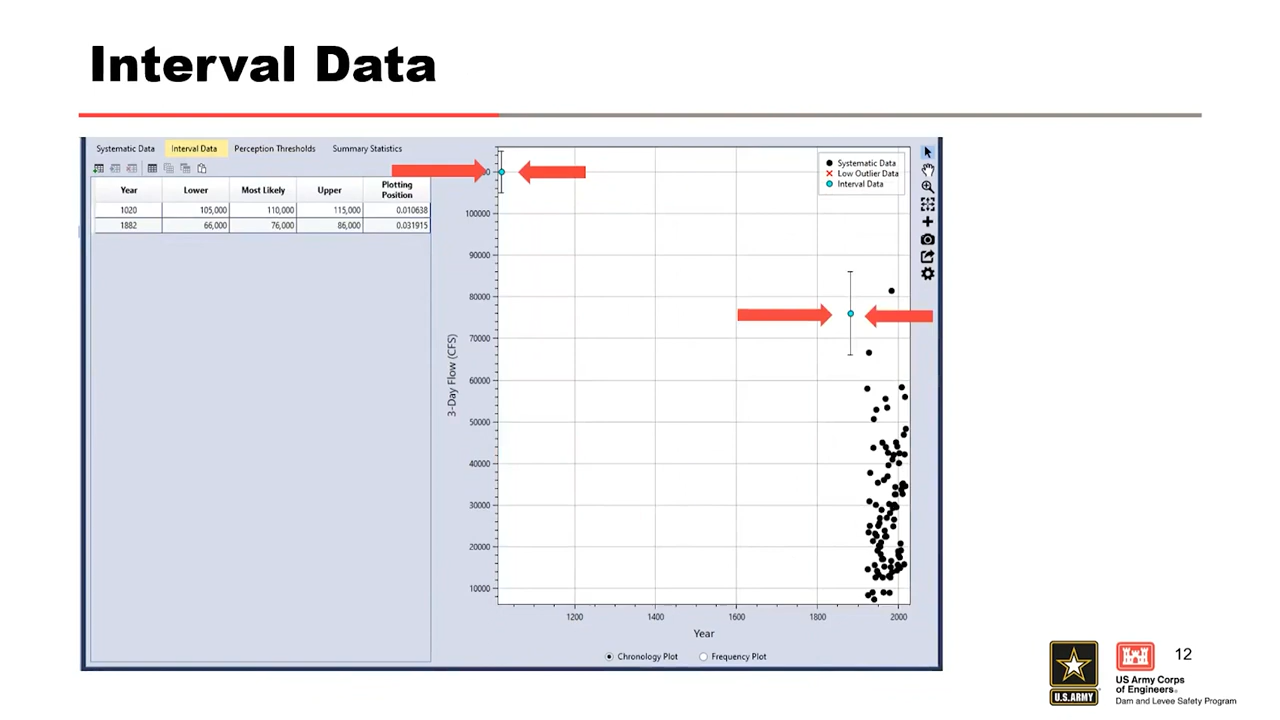 Interval Data
Systematic Data Interval Data Perception Thresholds Summary Statistics
Year Lower Most Likely Upper Plotting Position
1020 105,000 110,000 115,000 0.010638
1882 66,000 76,000 86,000 0.031915
Systematic Data
Low Outlier Data
Interval Data
100000
90000
80000
70000
60000
50000
40000
30000
20000
10000
3-Day Flow (CFS)
1200 1400 1600 1800 2000
Year
Chronology Plot Frequency Plot
U.S.ARMY
US Army Corps
of Engineers®
Dam and Levee Safety Program
12